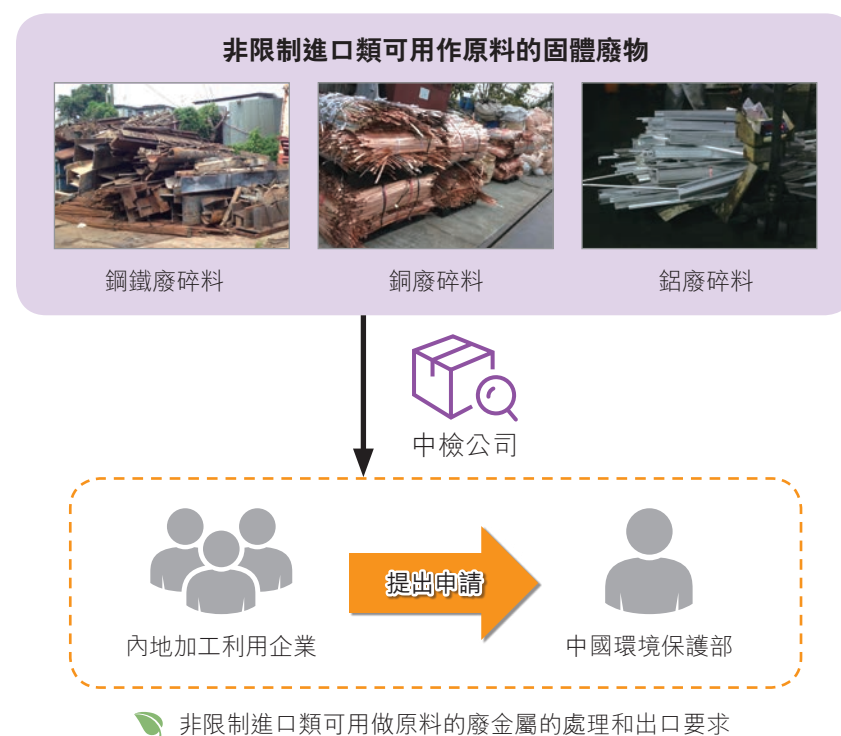 非限制進口類可用作原料的固體廢物
鋼鐵廢碎料
銅廢碎料
鋁廢碎料
中檢公司
提出申請
內地加工利用企業
中國環境保護部
非限制進口類可用做原料的廢金屬的處理和出口要求